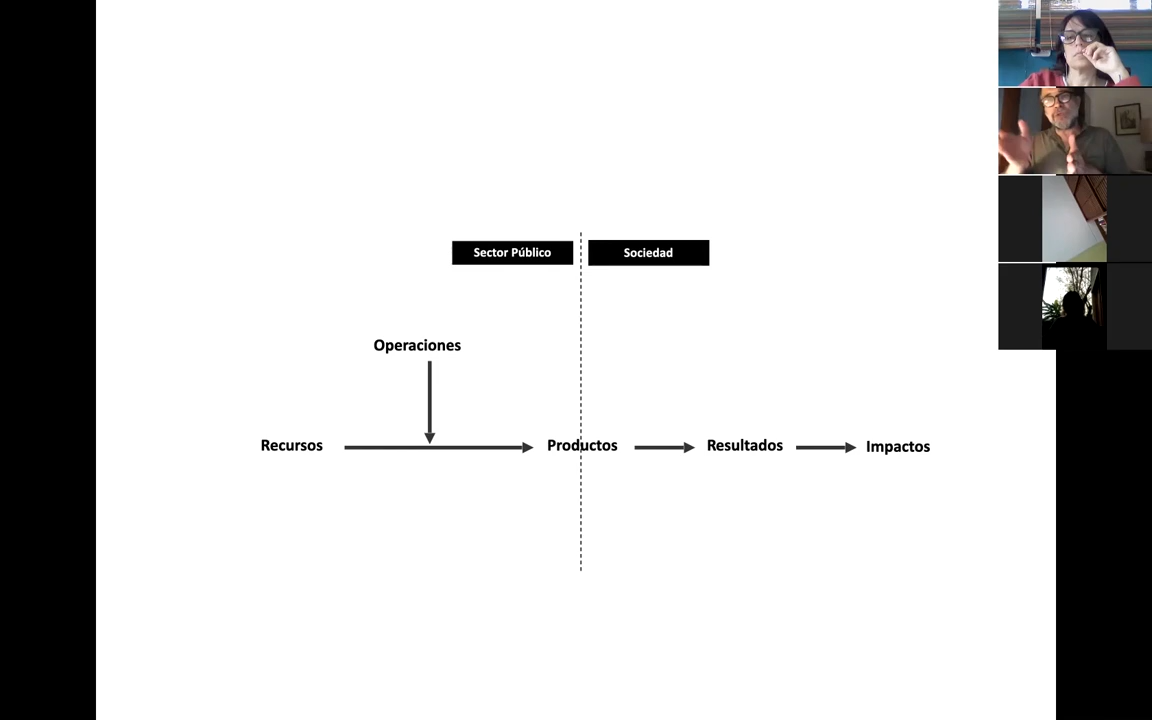 Sector Público
Sociedad
Operaciones
Recursos
Productos
Resultados
Impactos